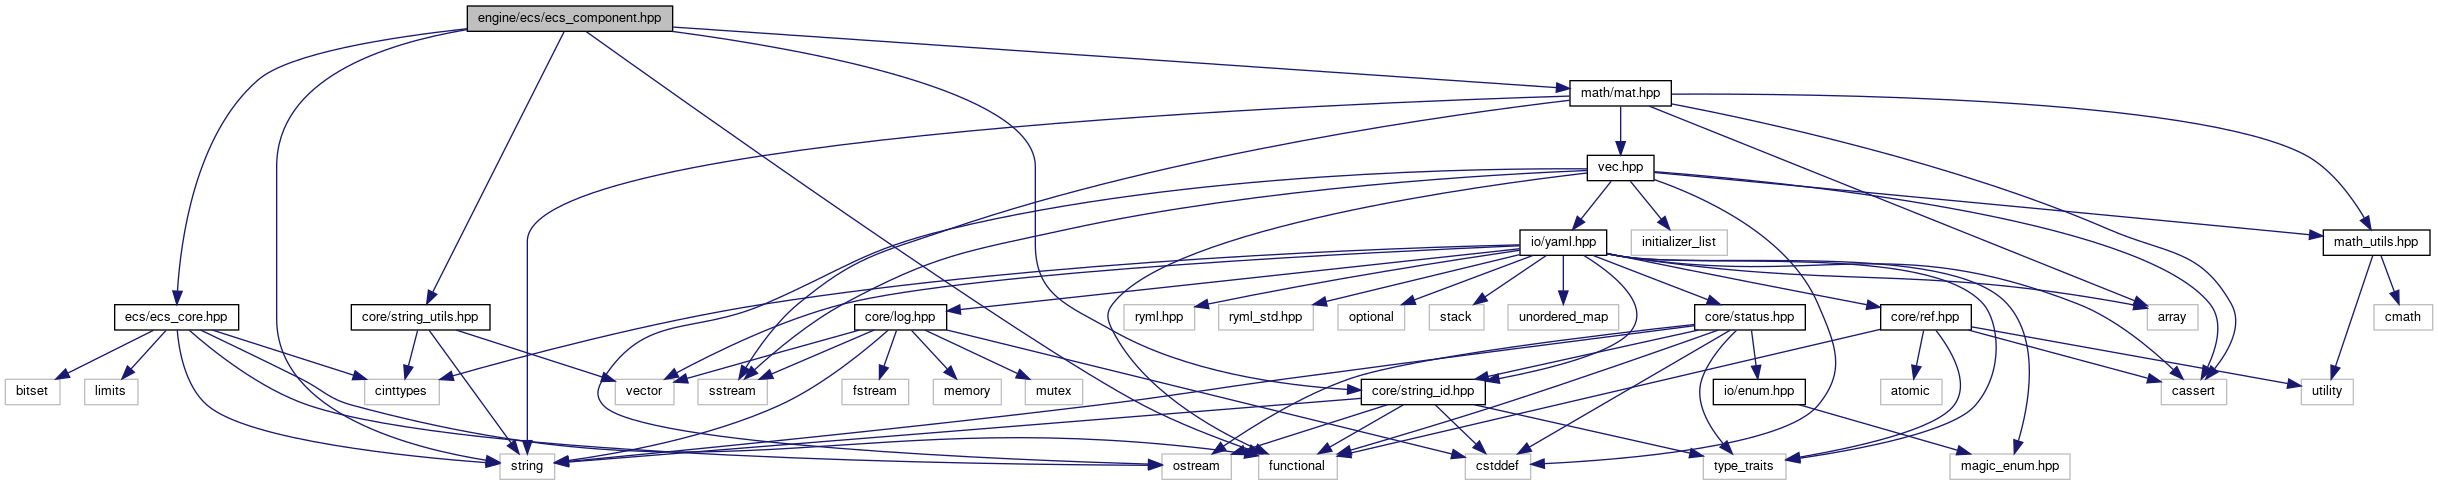 engine/ecs/ecs_component.hpp
math/mat.hpp
vec.hpp
io/yaml.hpp
initializer_list
math_utils.hpp
ecs/ecs_core.hpp
core/string_utils.hpp
core/log.hpp
ryml.hpp
ryml_std.hpp
optional
stack
unordered_map
core/status.hpp
core/ref.hpp
array
cmath
bitset
limits
cinttypes
vector
sstream
fstream
memory
mutex
core/string_id.hpp
io/enum.hpp
atomic
cassert
utility
string
ostream
functional
cstddef
type_traits
magic_enum.hpp